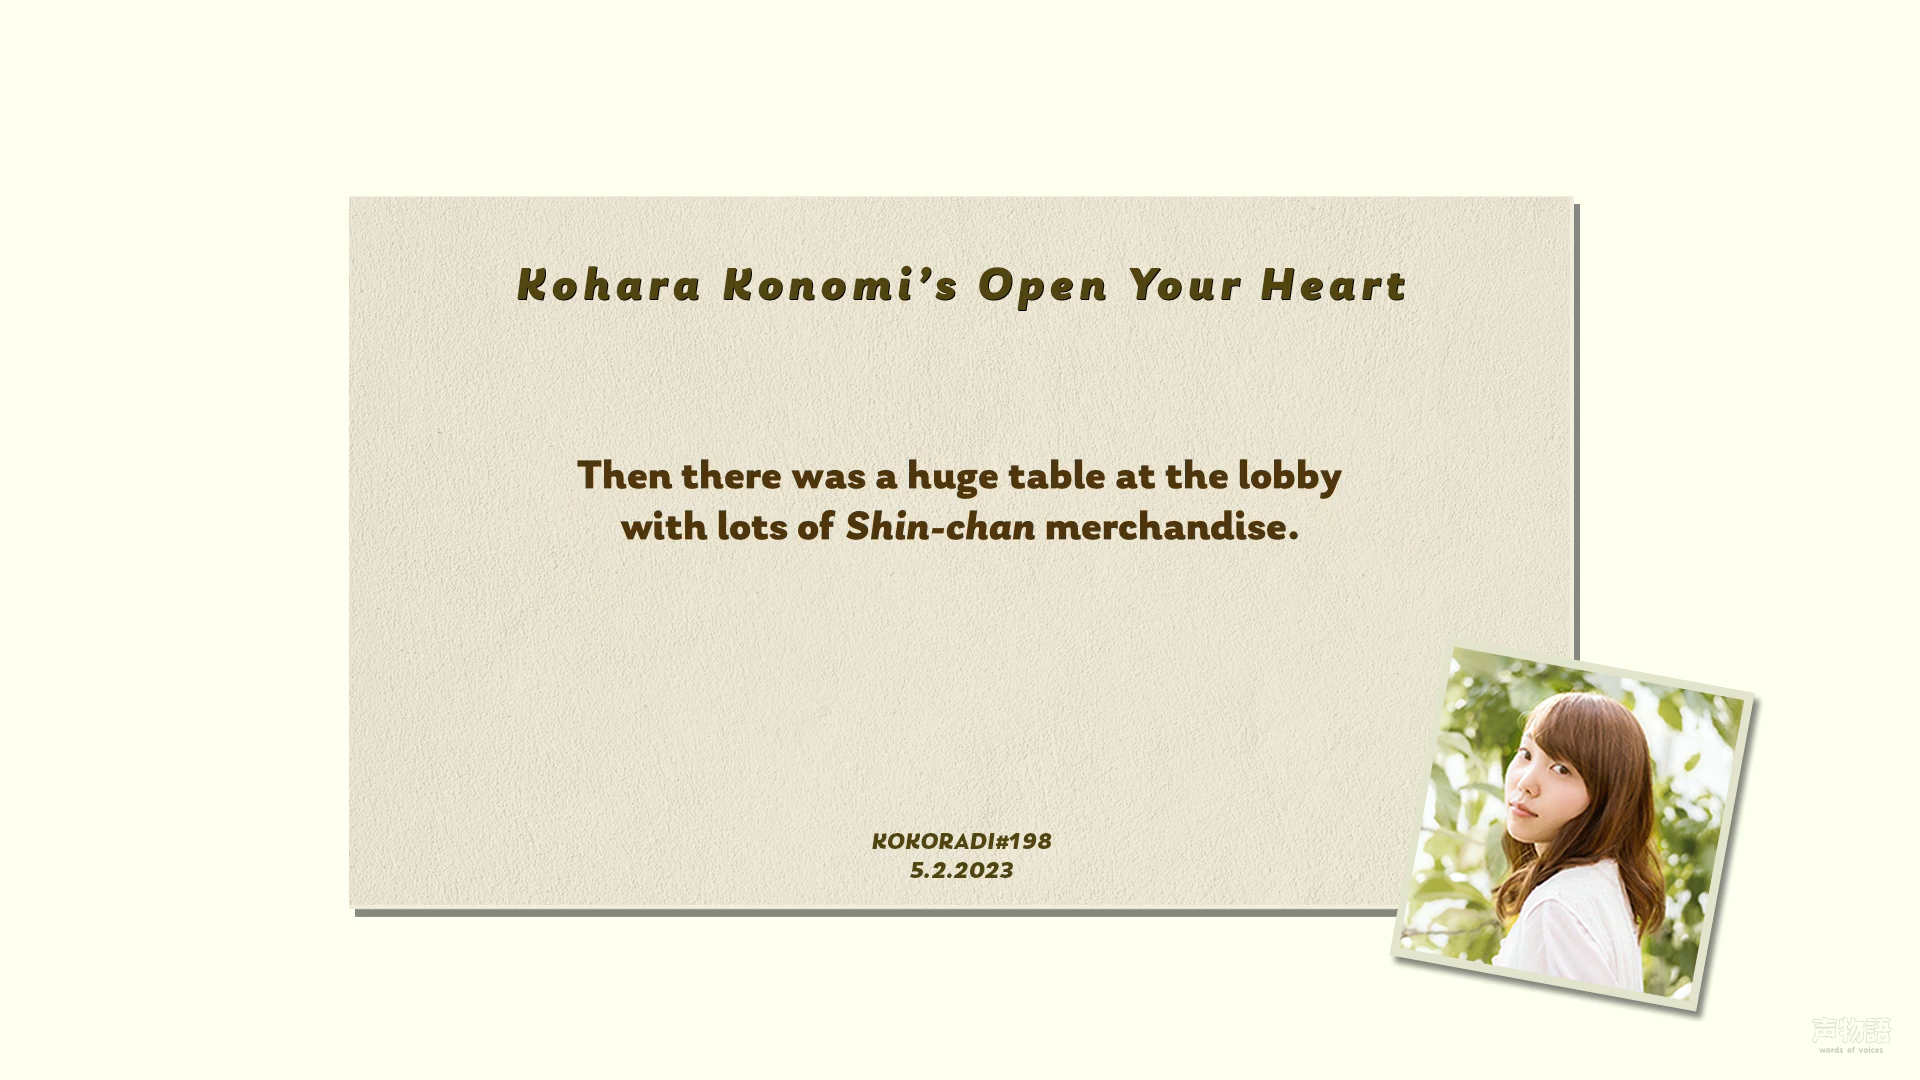 Kohara Konomi’s Open Your Heart
Then there was a huge table at the lobby
with lots of Shin-chan merchandise.
KOKORADI#198
5.2.2023
声物語
words of voices